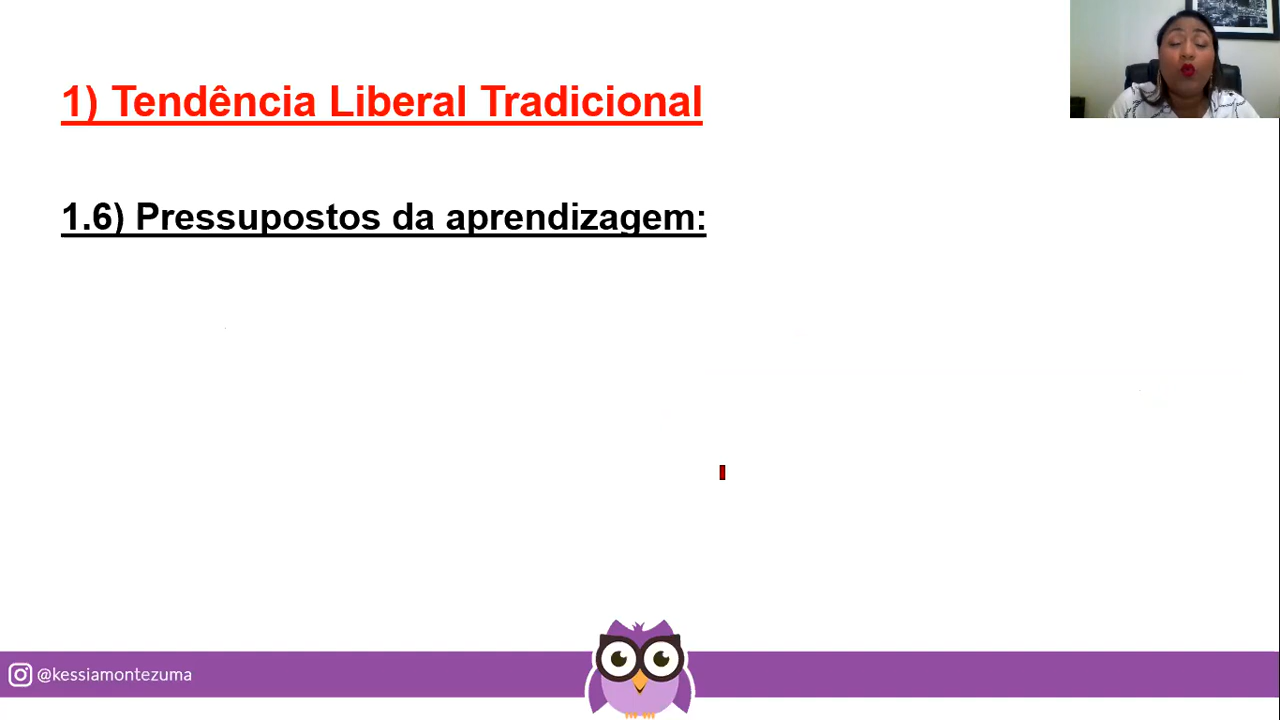 1) Tendência Liberal Tradicional
1.6) Pressupostos da aprendizagem:
@kessiamontezuma